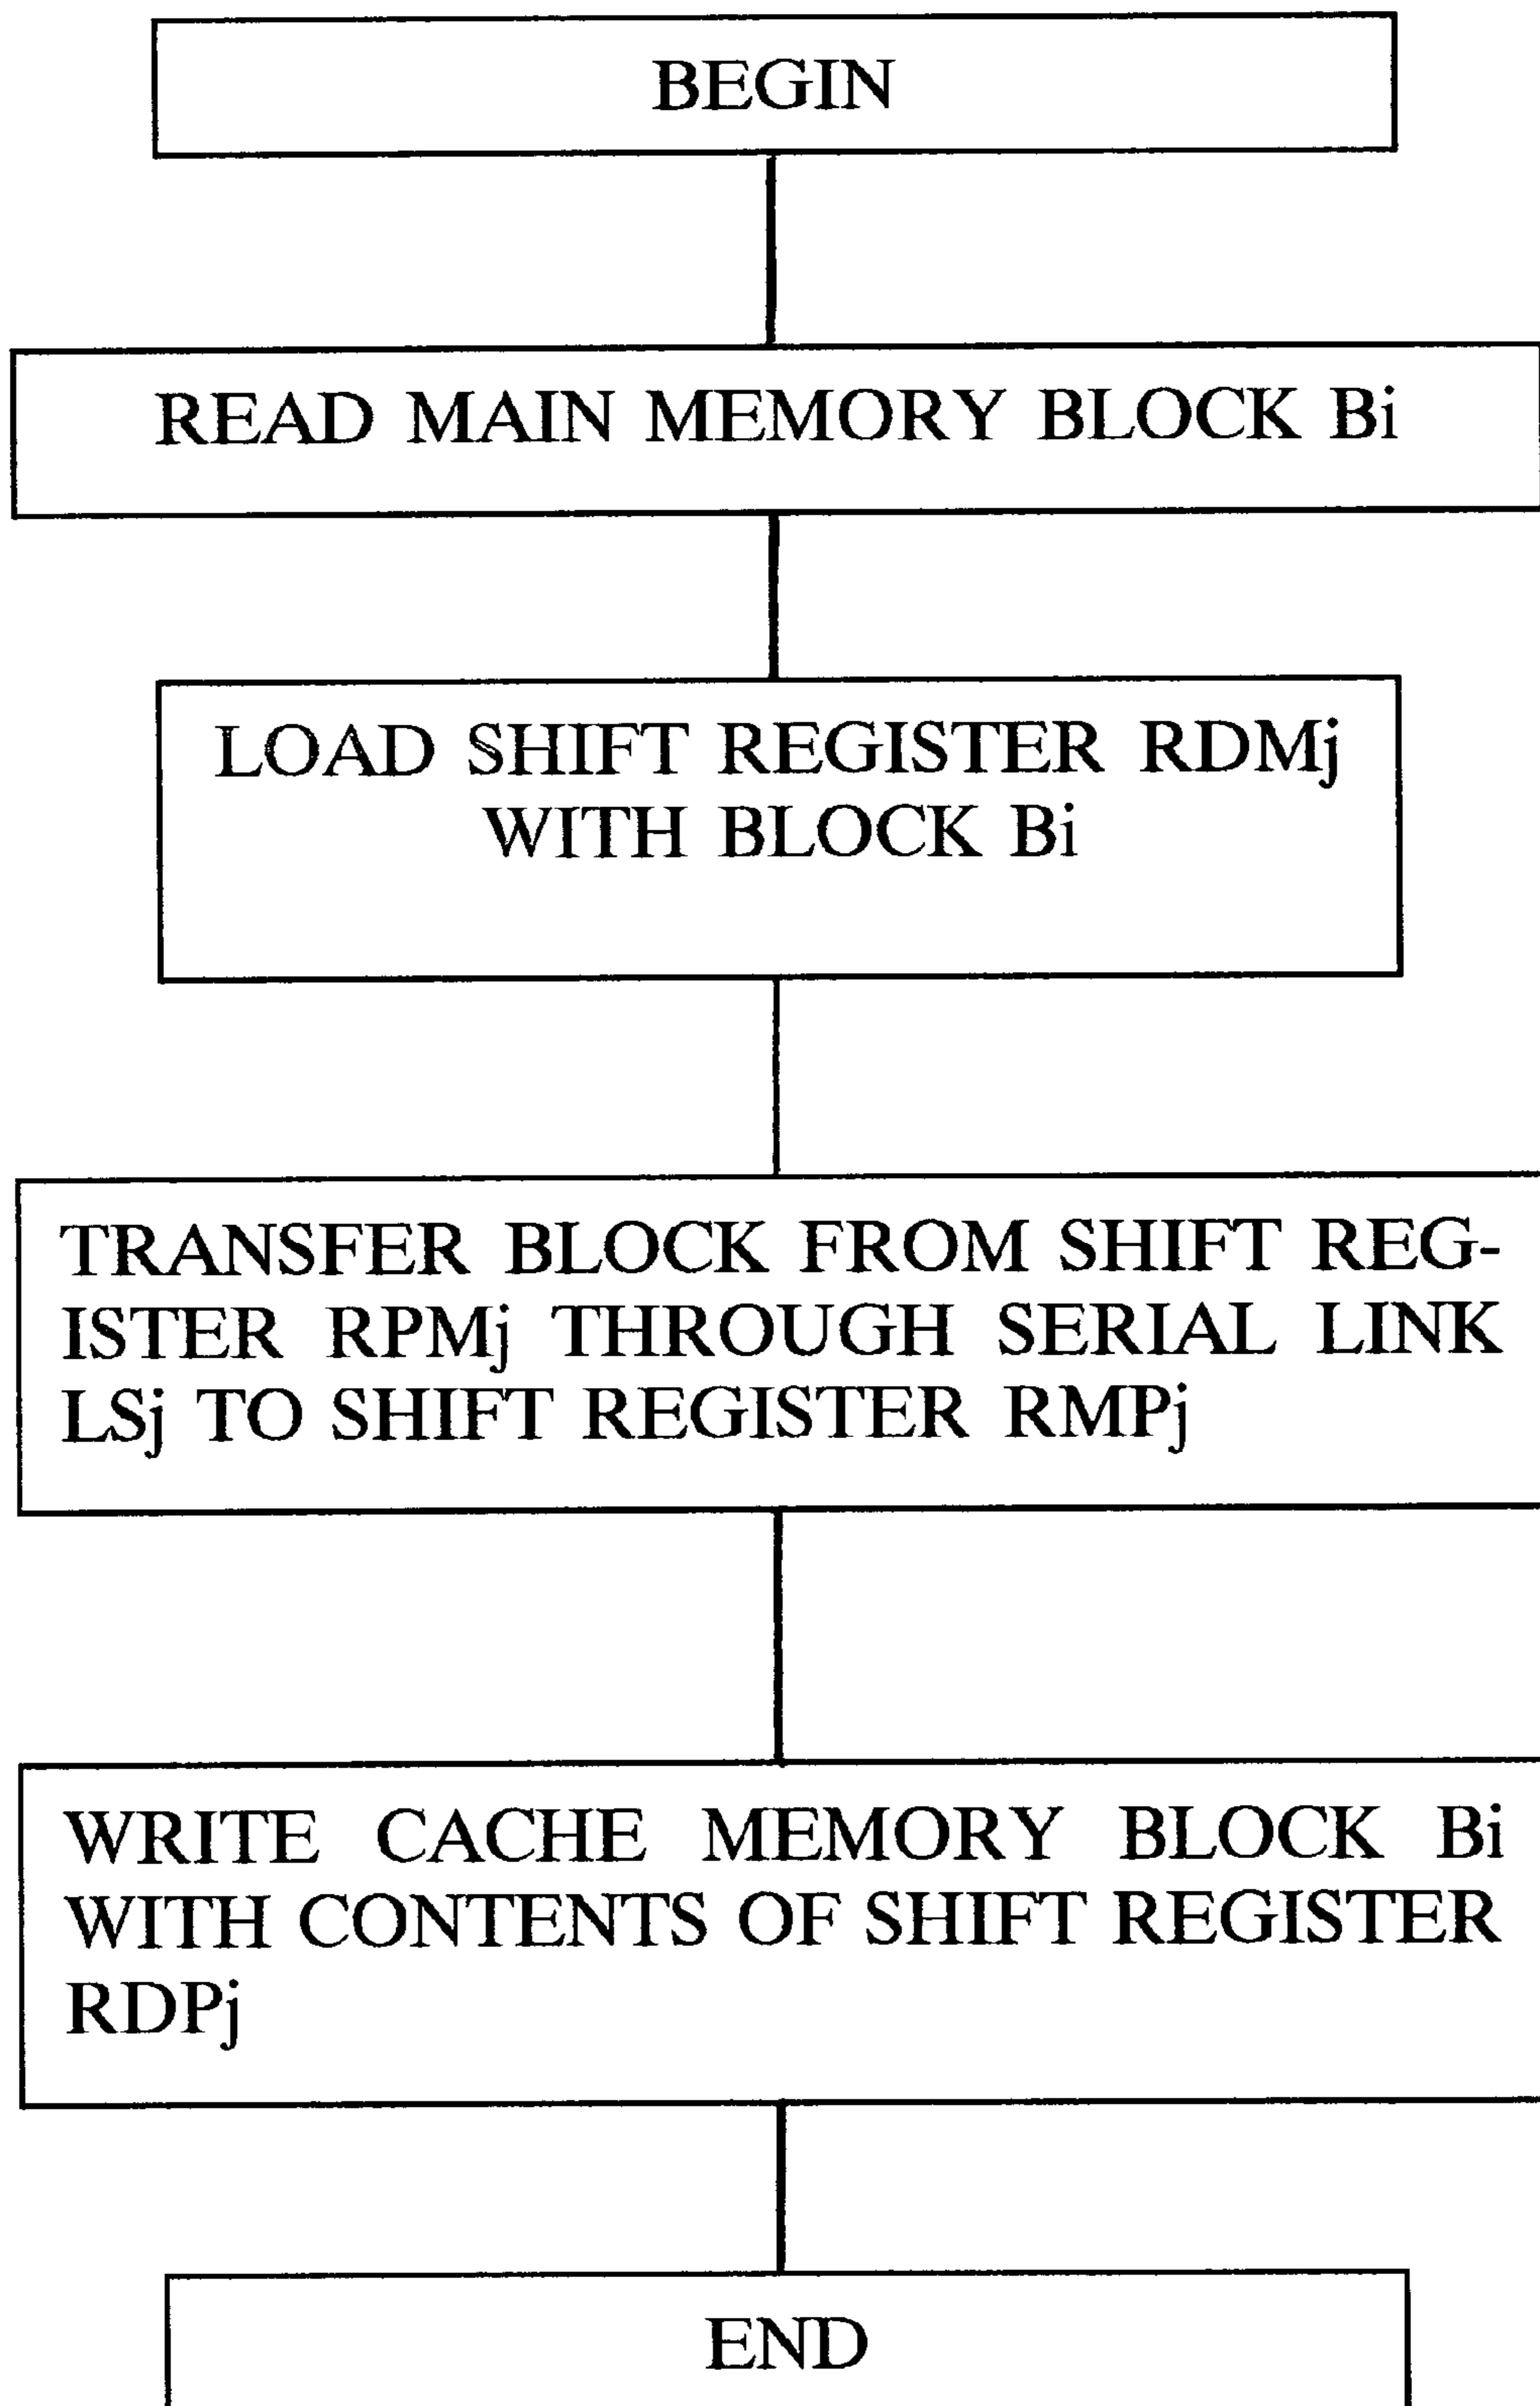 BEGIN
READ MAIN MEMORY BLOCK Bi
LOAD SHIFT REGISTER RDMj
WITH BLOCK Bi
TRANSFER BLOCK FROM SHIFT REG-
ISTER RPMj THROUGH SERIAL LINK
LSj TO SHIFT REGISTER RMPj
WRITE CACHE MEMORY BLOCK Bi
WITH CONTENTS OF SHIFT REGISTER
RDPj
END